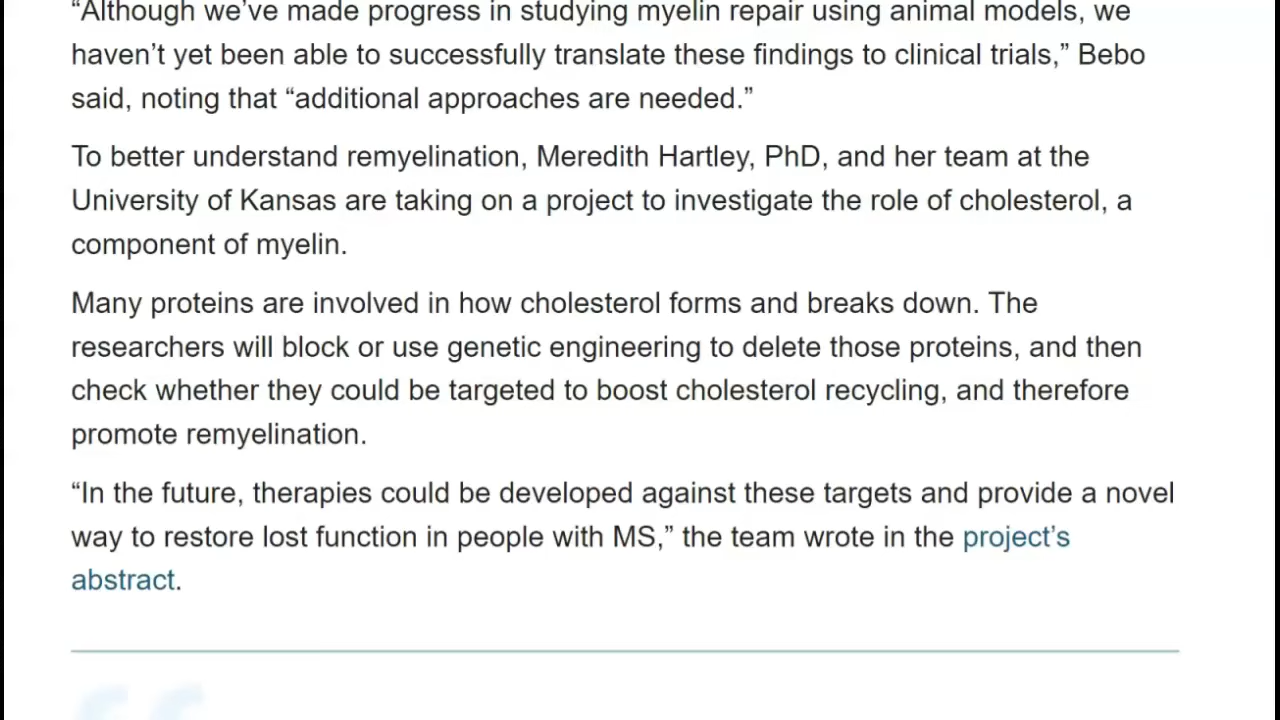 “Although we’ve made progress in studying myelin repair using animal models, we
haven’t yet been able to successfully translate these findings to clinical trials,” Bebo
said, noting that “additional approaches are needed.”
To better understand remyelination, Meredith Hartley, PhD, and her team at the
University of Kansas are taking on a project to investigate the role of cholesterol, a
component of myelin.
Many proteins are involved in how cholesterol forms and breaks down. The
researchers will block or use genetic engineering to delete those proteins, and then
check whether they could be targeted to boost cholesterol recycling, and therefore
promote remyelination.
“In the future, therapies could be developed against these targets and provide a novel
way to restore lost function in people with MS,” the team wrote in the project’s
abstract.